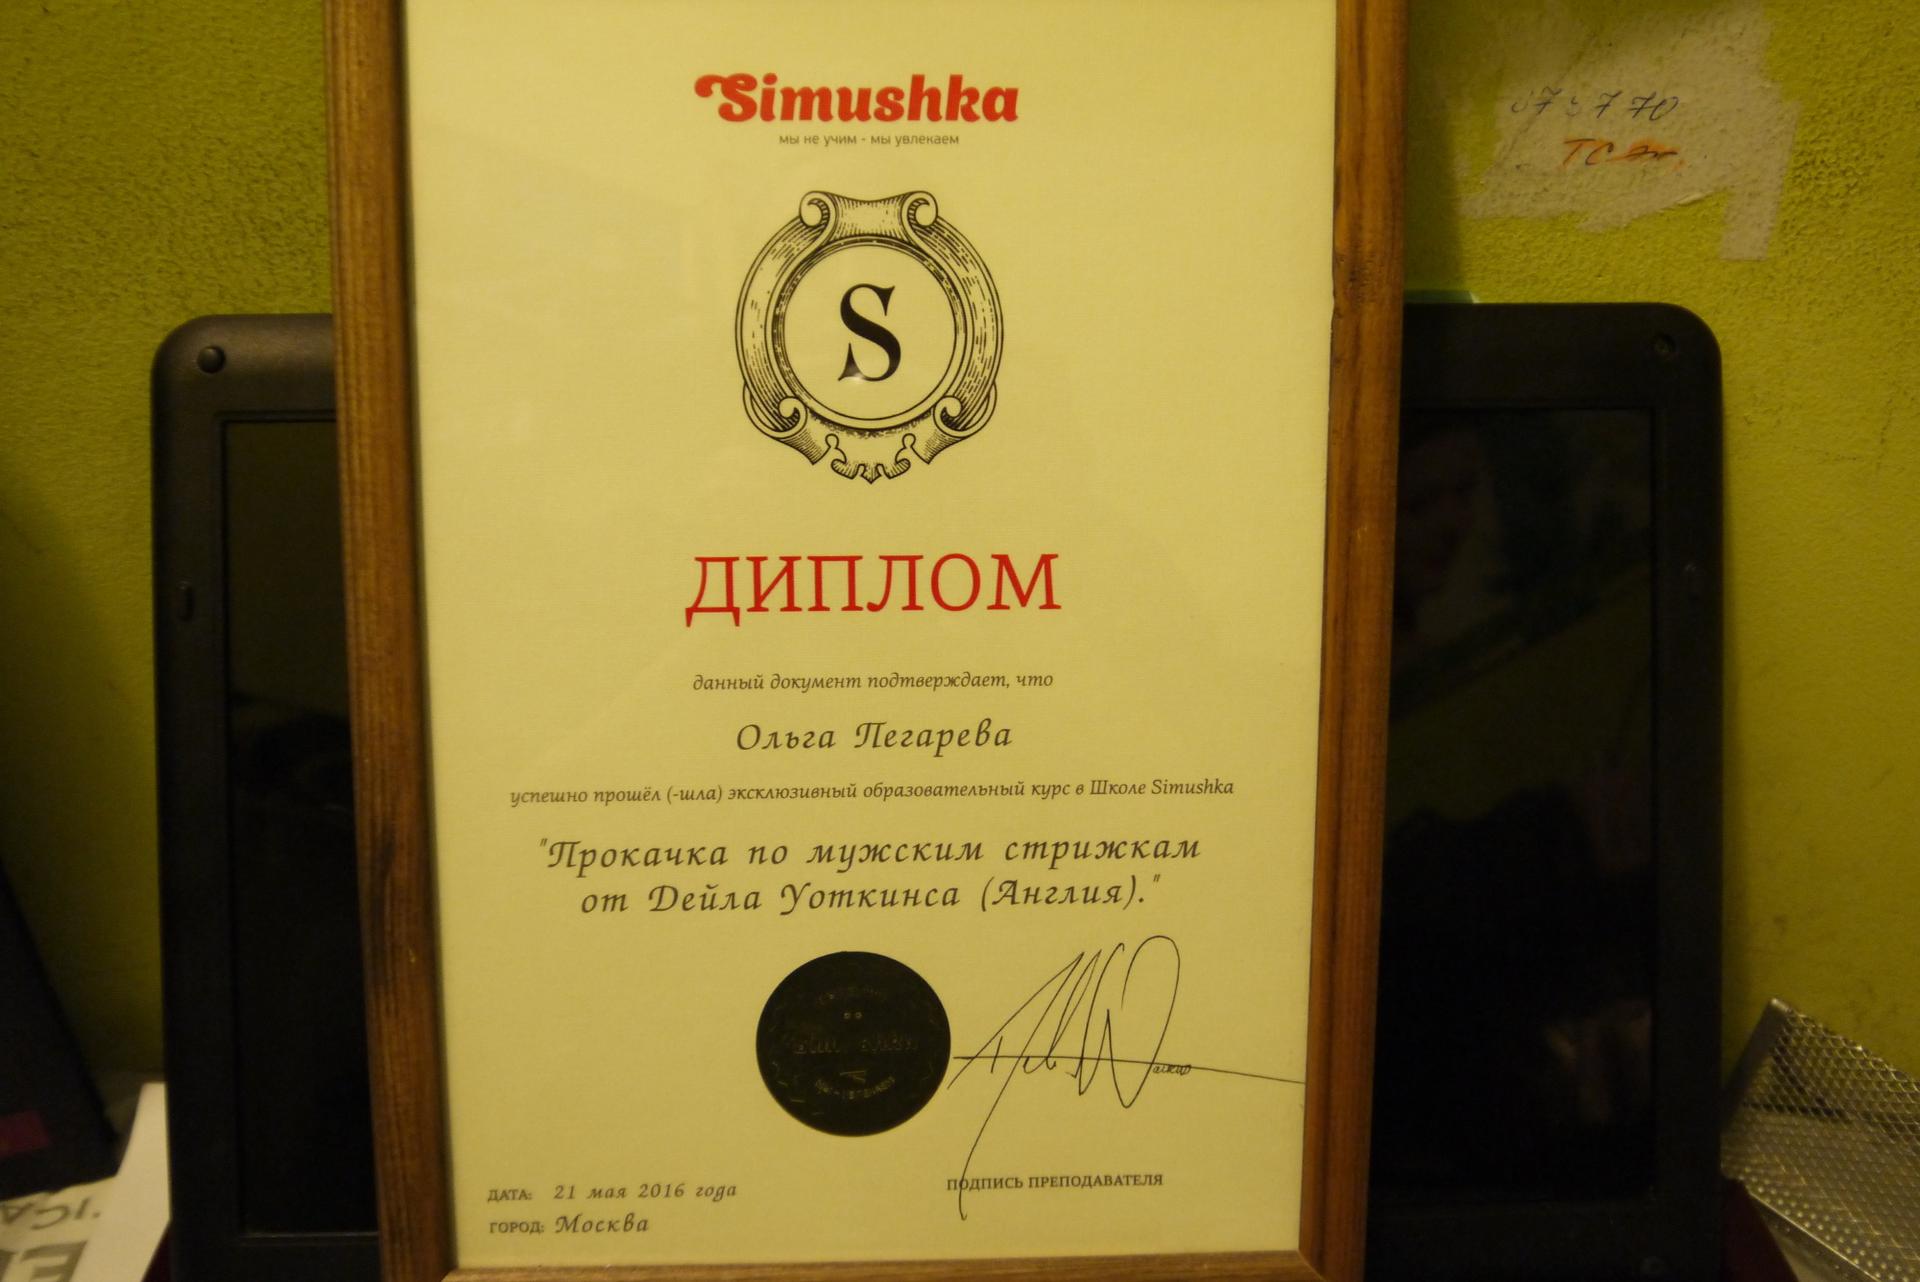 Simushka
мы не учим - мы увлекаем
S
ДИПЛОМ
данный документ подтверждает, что
Ольга Пегарева
успешно прошёл (-шла) эксклюзивный образовательный курс в Школе Simushka
"Прокачка по мужским стрижкам
от Дейла Уоткинса (Англия)."
ПОДПИСЬ ПРЕПОДАВАТЕЛЯ
ДАТА: 21 мая 2016 года
ГОРОД: Москва